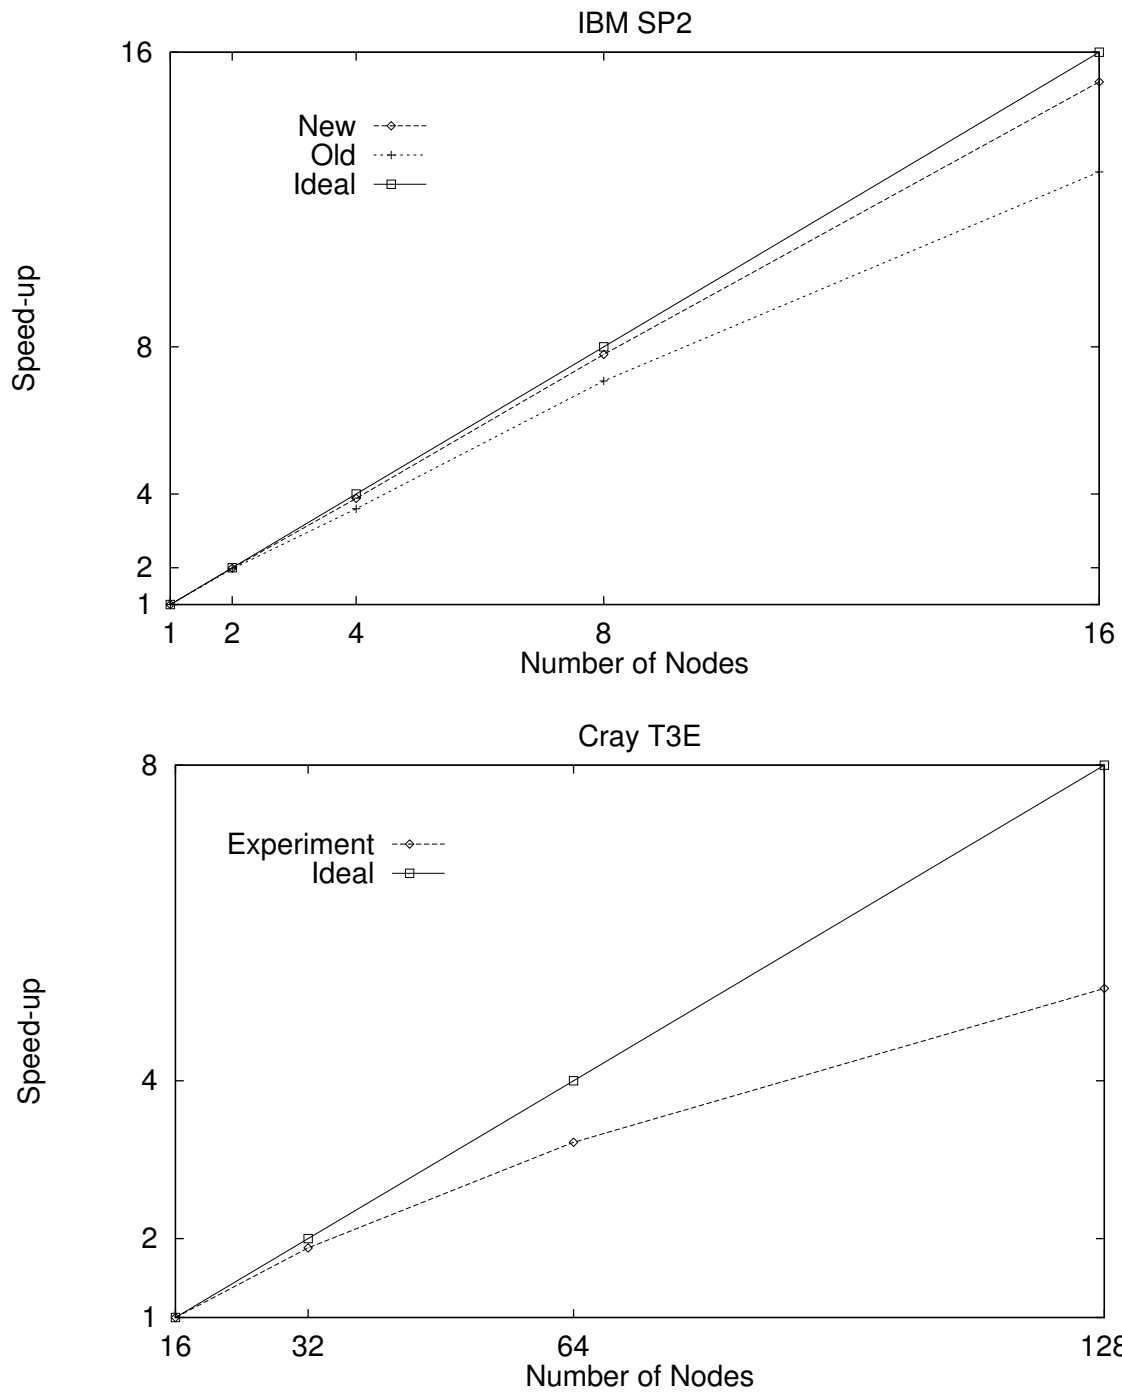 IBM SP2
16
New
Old
Ideal
Speed-up
8
4
2
1
1 2 4 8 16
Number of Nodes
Cray T3E
8
Experiment
Ideal
Speed-up
4
2
1
16 32 64 128
Number of Nodes